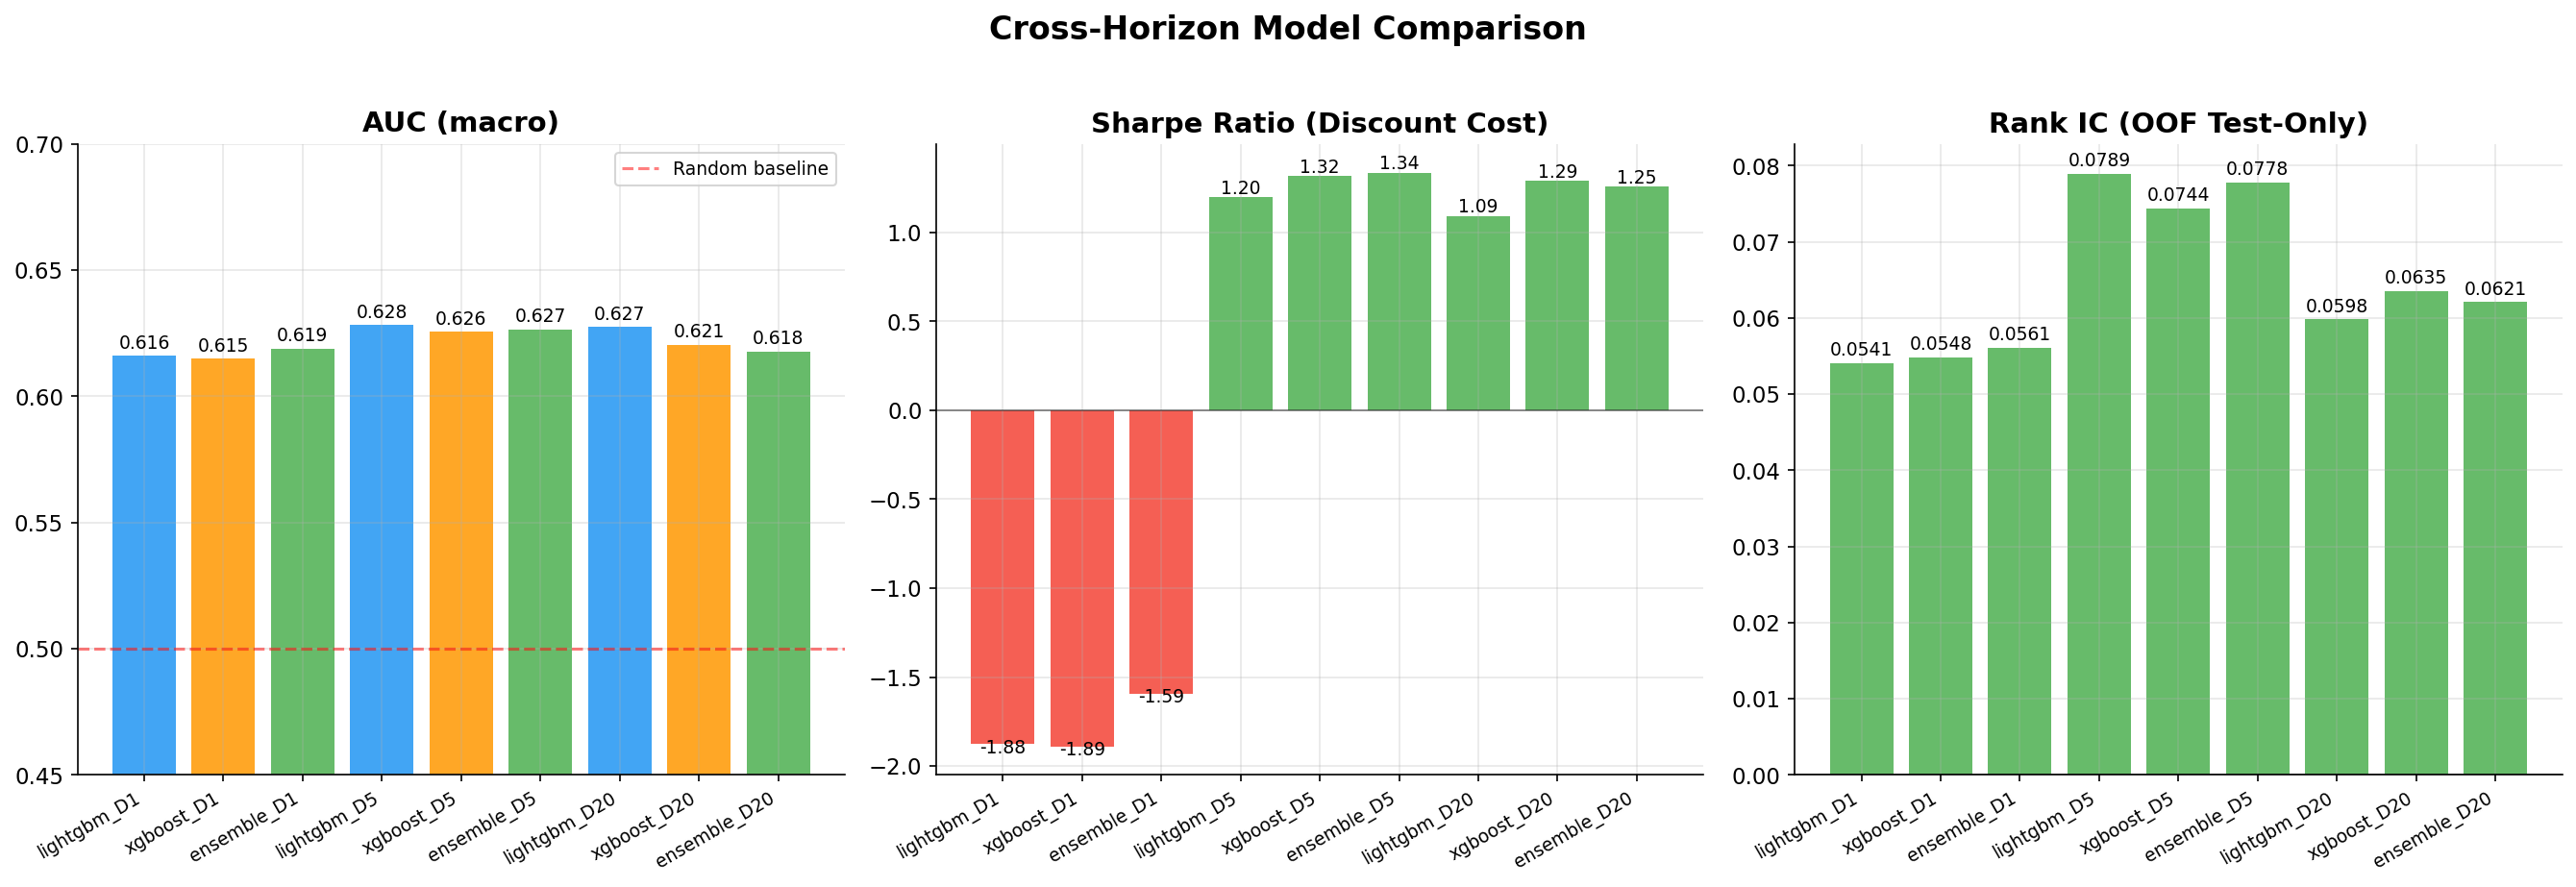 Cross-Horizon Model Comparison
AUC (macro)
0.70
0.65
0.60
0.55
0.50
0.45
Random baseline
0.616
0.615
0.619
0.628
0.626
0.627
0.627
0.621
0.618
lightgbm_D1
xgboost_D1
ensemble_D1
lightgbm_D5
xgboost_D5
ensemble_D5
lightgbm_D20
xgboost_D20
ensemble_D20
Sharpe Ratio (Discount Cost)
1.0
0.5
0.0
−0.5
−1.0
−1.5
−2.0
-1.88
-1.89
-1.59
1.20
1.32
1.34
1.09
1.29
1.25
lightgbm_D1
xgboost_D1
ensemble_D1
lightgbm_D5
xgboost_D5
ensemble_D5
lightgbm_D20
xgboost_D20
ensemble_D20
Rank IC (OOF Test-Only)
0.08
0.07
0.06
0.05
0.04
0.03
0.02
0.01
0.00
0.0541
0.0548
0.0561
0.0789
0.0744
0.0778
0.0598
0.0635
0.0621
lightgbm_D1
xgboost_D1
ensemble_D1
lightgbm_D5
xgboost_D5
ensemble_D5
lightgbm_D20
xgboost_D20
ensemble_D20